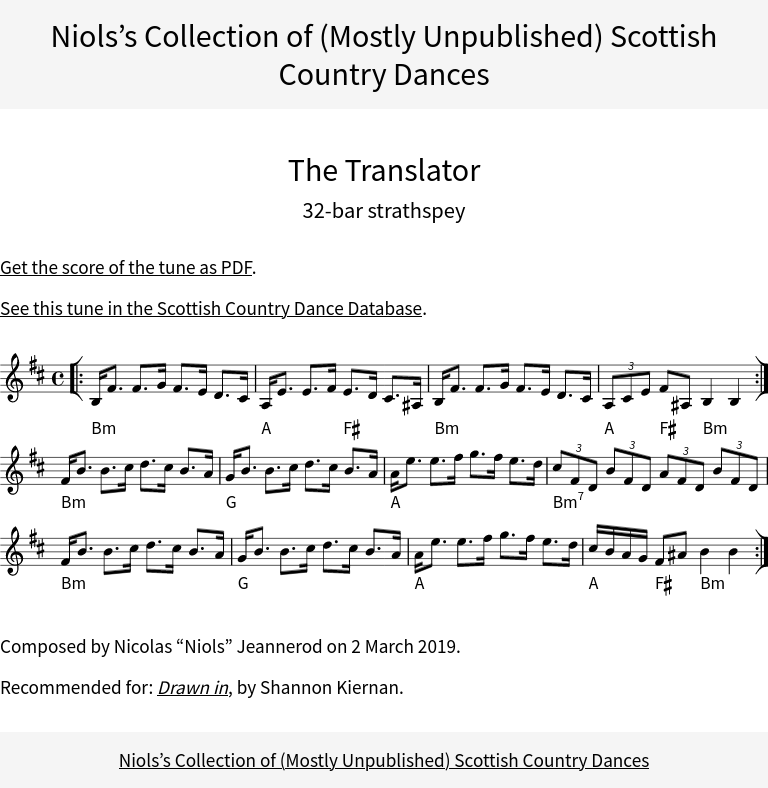 Niols’s Collection of (Mostly Unpublished) Scottish
Country Dances
The Translator
32-bar strathspey
Get the score of the tune as PDF.
See this tune in the Scottish Country Dance Database.
3
Bm A F♯ Bm A F♯ Bm
3 3 3 3
Bm G A Bm7
Bm G A A F♯ Bm
Composed by Nicolas “Niols” Jeannerod on 2 March 2019.
Recommended for: Drawn in, by Shannon Kiernan.
Niols’s Collection of (Mostly Unpublished) Scottish Country Dances